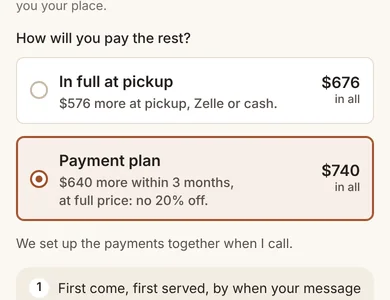 you your place.
How will you pay the rest?
In full at pickup
$676
$576 more at pickup, Zelle or cash.
in all
Payment plan
$740
$640 more within 3 months,
in all
at full price: no 20% off.
We set up the payments together when I call.
1 First come, first served, by when your message